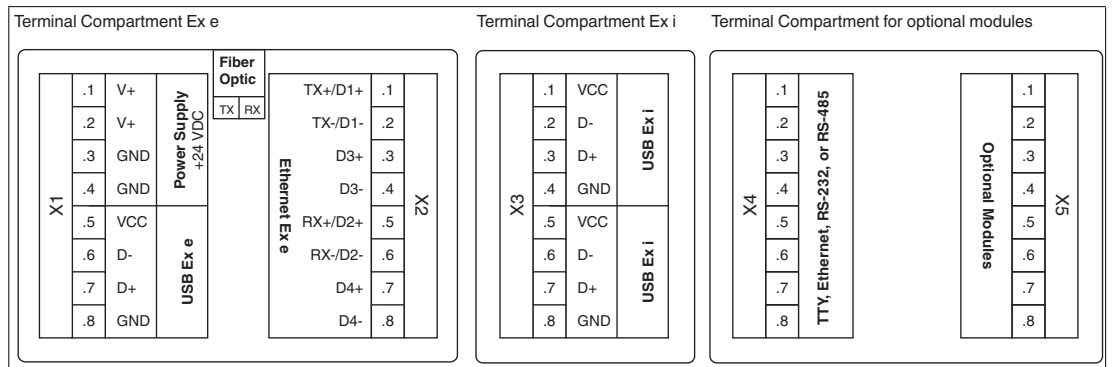 Terminal Compartment Ex e
Terminal Compartment Ex i
Terminal Compartment for optional modules
X1
.1 V+
.2 V+
.3 GND
.4 GND
.5 VCC
.6 D-
.7 D+
.8 GND
Power Supply
+24 VDC
USB Ex e
Fiber
Optic
TX RX
Ethernet Ex e
TX+/D1+ .1
TX-/D1- .2
D3+ .3
D3- .4
RX+/D2+ .5
RX-/D2- .6
D4+ .7
D4- .8
X2
X3
.1 VCC
.2 D-
.3 D+
.4 GND
.5 VCC
.6 D-
.7 D+
.8 GND
USB Ex i
USB Ex i
X4
.1
.2
.3
.4
.5
.6
.7
.8
TTY, Ethernet, RS-232, or RS-485
Optional Modules
.1
.2
.3
.4
.5
.6
.7
.8
X5